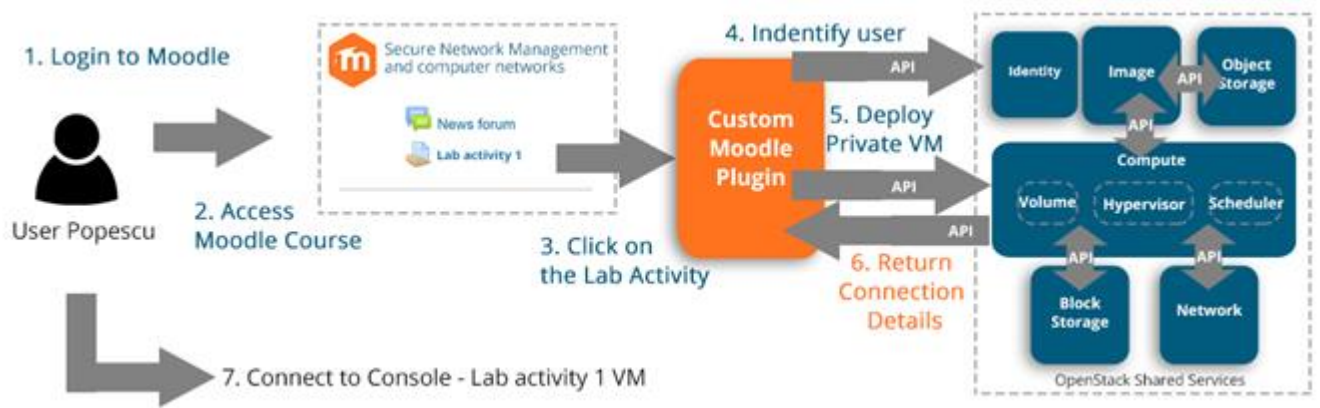 1. Login to Moodle
User Popescu
2. Access
Moodle Course
m
Secure Network Management
and computer networks
News forum
Lab activity 1
3. Click on
the Lab Activity
Custom
Moodle
Plugin
4. Indentify user
API
5. Deploy
Private VM
API
API
6. Return
Connection
Details
Identity
Image
API
Object
Storage
API
Compute
Volume
Hypervisor
Scheduler
API
API
Block
Storage
Network
OpenStack Shared Services
7. Connect to Console - Lab activity 1 VM